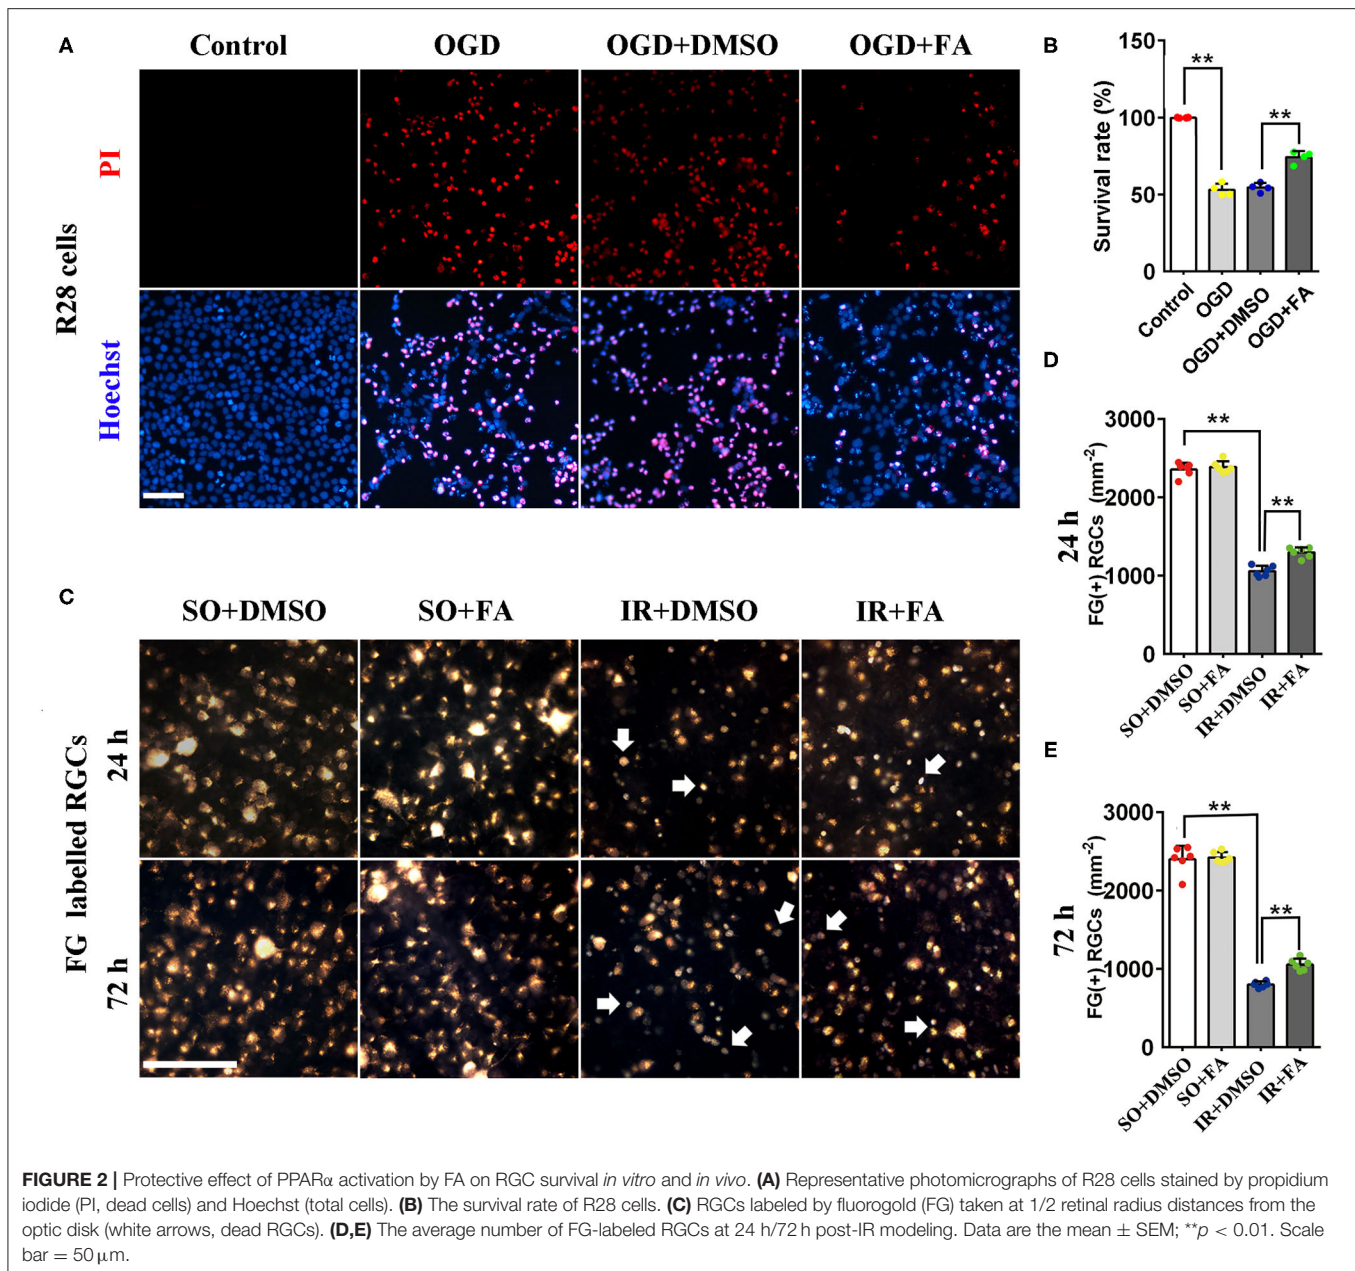 A
Control
OGD
OGD+DMSO
OGD+FA
R28 cells
PI
Hoechst
B
Survival rate (%)
150
100
50
0
**
**
Control
OGD
OGD+DMSO
OGD+FA
C
SO+DMSO
SO+FA
IR+DMSO
IR+FA
FG labelled RGCs
24 h
72 h
D
24 h
FG(+) RGCs (mm⁻²)
3000
2000
1000
0
**
**
SO+DMSO
SO+FA
IR+DMSO
IR+FA
E
72 h
FG(+) RGCs (mm⁻²)
3000
2000
1000
0
**
**
SO+DMSO
SO+FA
IR+DMSO
IR+FA
FIGURE 2 | Protective effect of PPARα activation by FA on RGC survival in vitro and in vivo. (A) Representative photomicrographs of R28 cells stained by propidium
iodide (PI, dead cells) and Hoechst (total cells). (B) The survival rate of R28 cells. (C) RGCs labeled by fluorogold (FG) taken at 1/2 retinal radius distances from the
optic disk (white arrows, dead RGCs). (D,E) The average number of FG-labeled RGCs at 24 h/72 h post-IR modeling. Data are the mean ± SEM; **p < 0.01. Scale
bar = 50 μm.